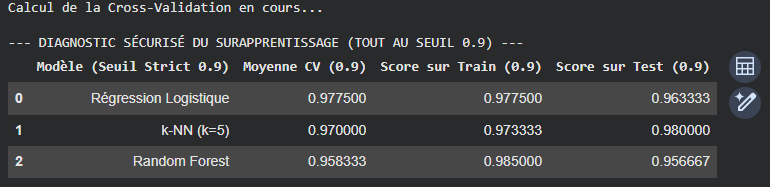 Calcul de la Cross-Validation en cours...
--- DIAGNOSTIC SÉCURISÉ DU SURAPPRENTISSAGE (TOUT AU SEUIL 0.9) ---
Modèle (Seuil Strict 0.9) Moyenne CV (0.9) Score sur Train (0.9) Score sur Test (0.9)
0 Régression Logistique 0.977500 0.977500 0.963333
1 k-NN (k=5) 0.970000 0.973333 0.980000
2 Random Forest 0.958333 0.985000 0.956667